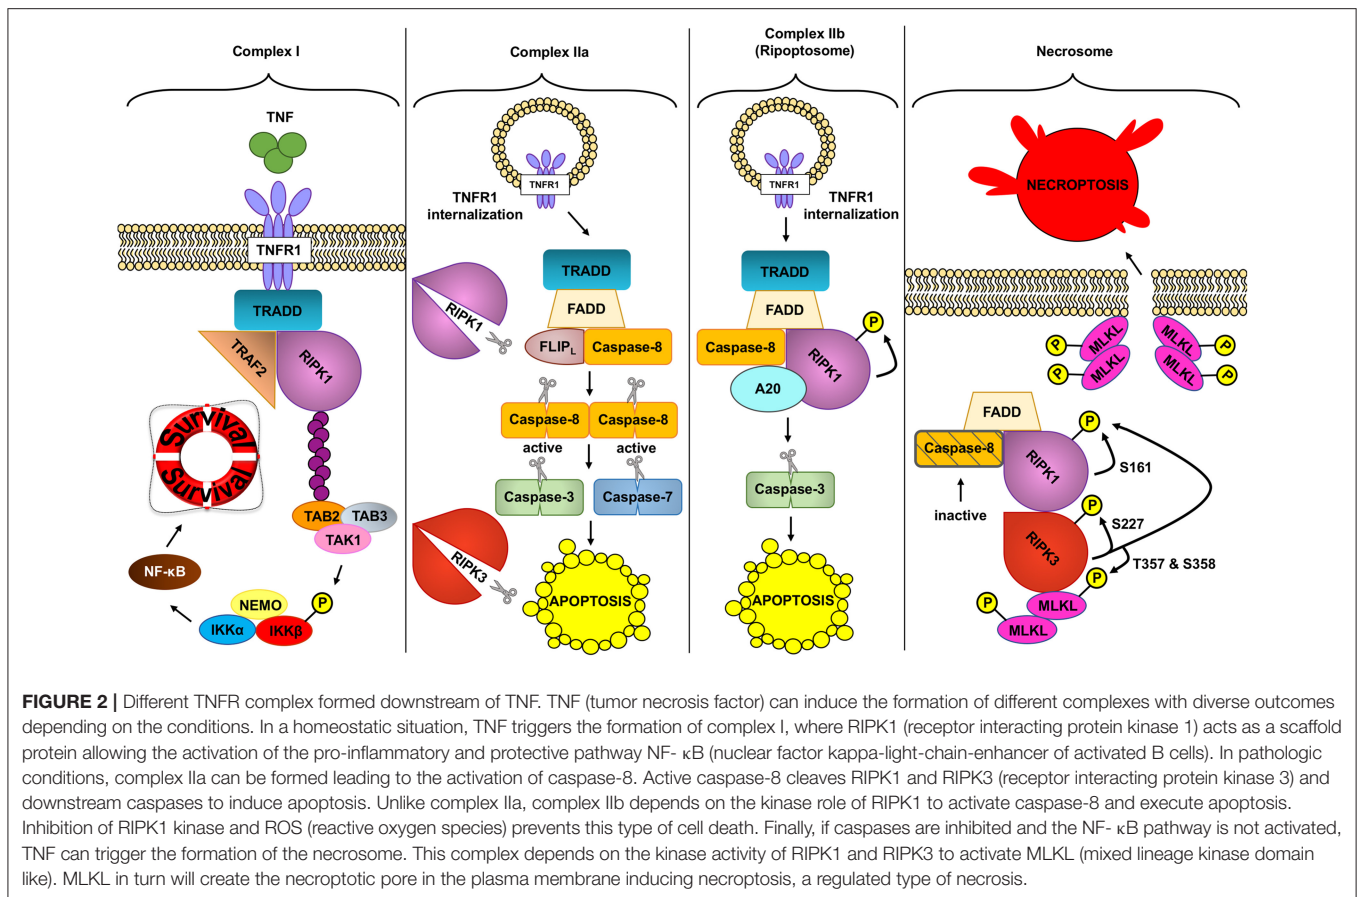 Complex I
TNF
TNFR1
TRADD
TRAF2
RIPK1
Survival
Survival
TAB2
TAB3
TAK1
NF-κB
NEMO
P
IKKα
IKKβ
Complex IIa
TNFR1
TNFR1
internalization
TRADD
FADD
RIPK1
FLIPL
Caspase-8
Caspase-8
Caspase-8
active
active
Caspase-3
Caspase-7
RIPK3
APOPTOSIS
Complex IIb
(Ripoptosome)
TNFR1
TNFR1
internalization
TRADD
FADD
P
Caspase-8
RIPK1
A20
Caspase-3
APOPTOSIS
Necrosome
NECROPTOSIS
P
MLKL
MLKL
P
P
MLKL
MLKL
P
FADD
P
Caspase-8
RIPK1
S161
inactive
P
S227
RIPK3
T357 & S358
P
P
MLKL
MLKL
FIGURE 2 | Different TNFR complex formed downstream of TNF. TNF (tumor necrosis factor) can induce the formation of different complexes with diverse outcomes
depending on the conditions. In a homeostatic situation, TNF triggers the formation of complex I, where RIPK1 (receptor interacting protein kinase 1) acts as a scaffold
protein allowing the activation of the pro-inflammatory and protective pathway NF- κB (nuclear factor kappa-light-chain-enhancer of activated B cells). In pathologic
conditions, complex IIa can be formed leading to the activation of caspase-8. Active caspase-8 cleaves RIPK1 and RIPK3 (receptor interacting protein kinase 3) and
downstream caspases to induce apoptosis. Unlike complex IIa, complex IIb depends on the kinase role of RIPK1 to activate caspase-8 and execute apoptosis.
Inhibition of RIPK1 kinase and ROS (reactive oxygen species) prevents this type of cell death. Finally, if caspases are inhibited and the NF- κB pathway is not activated,
TNF can trigger the formation of the necrosome. This complex depends on the kinase activity of RIPK1 and RIPK3 to activate MLKL (mixed lineage kinase domain
like). MLKL in turn will create the necroptotic pore in the plasma membrane inducing necroptosis, a regulated type of necrosis.